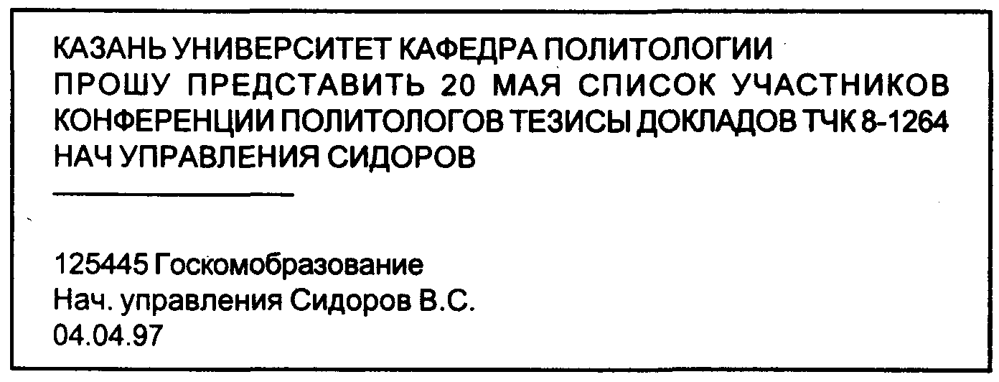 КАЗАНЬ УНИВЕРСИТЕТ КАФЕДРА ПОЛИТОЛОГИИ
ПРОШУ ПРЕДСТАВИТЬ 20 МАЯ СПИСОК УЧАСТНИКОВ
КОНФЕРЕНЦИИ ПОЛИТОЛОГОВ ТЕЗИСЫ ДОКЛАДОВ ТЧК 8-1264
НАЧ УПРАВЛЕНИЯ СИДОРОВ
125445 Госкомобразование
Нач. управления Сидоров В.С.
04.04.97